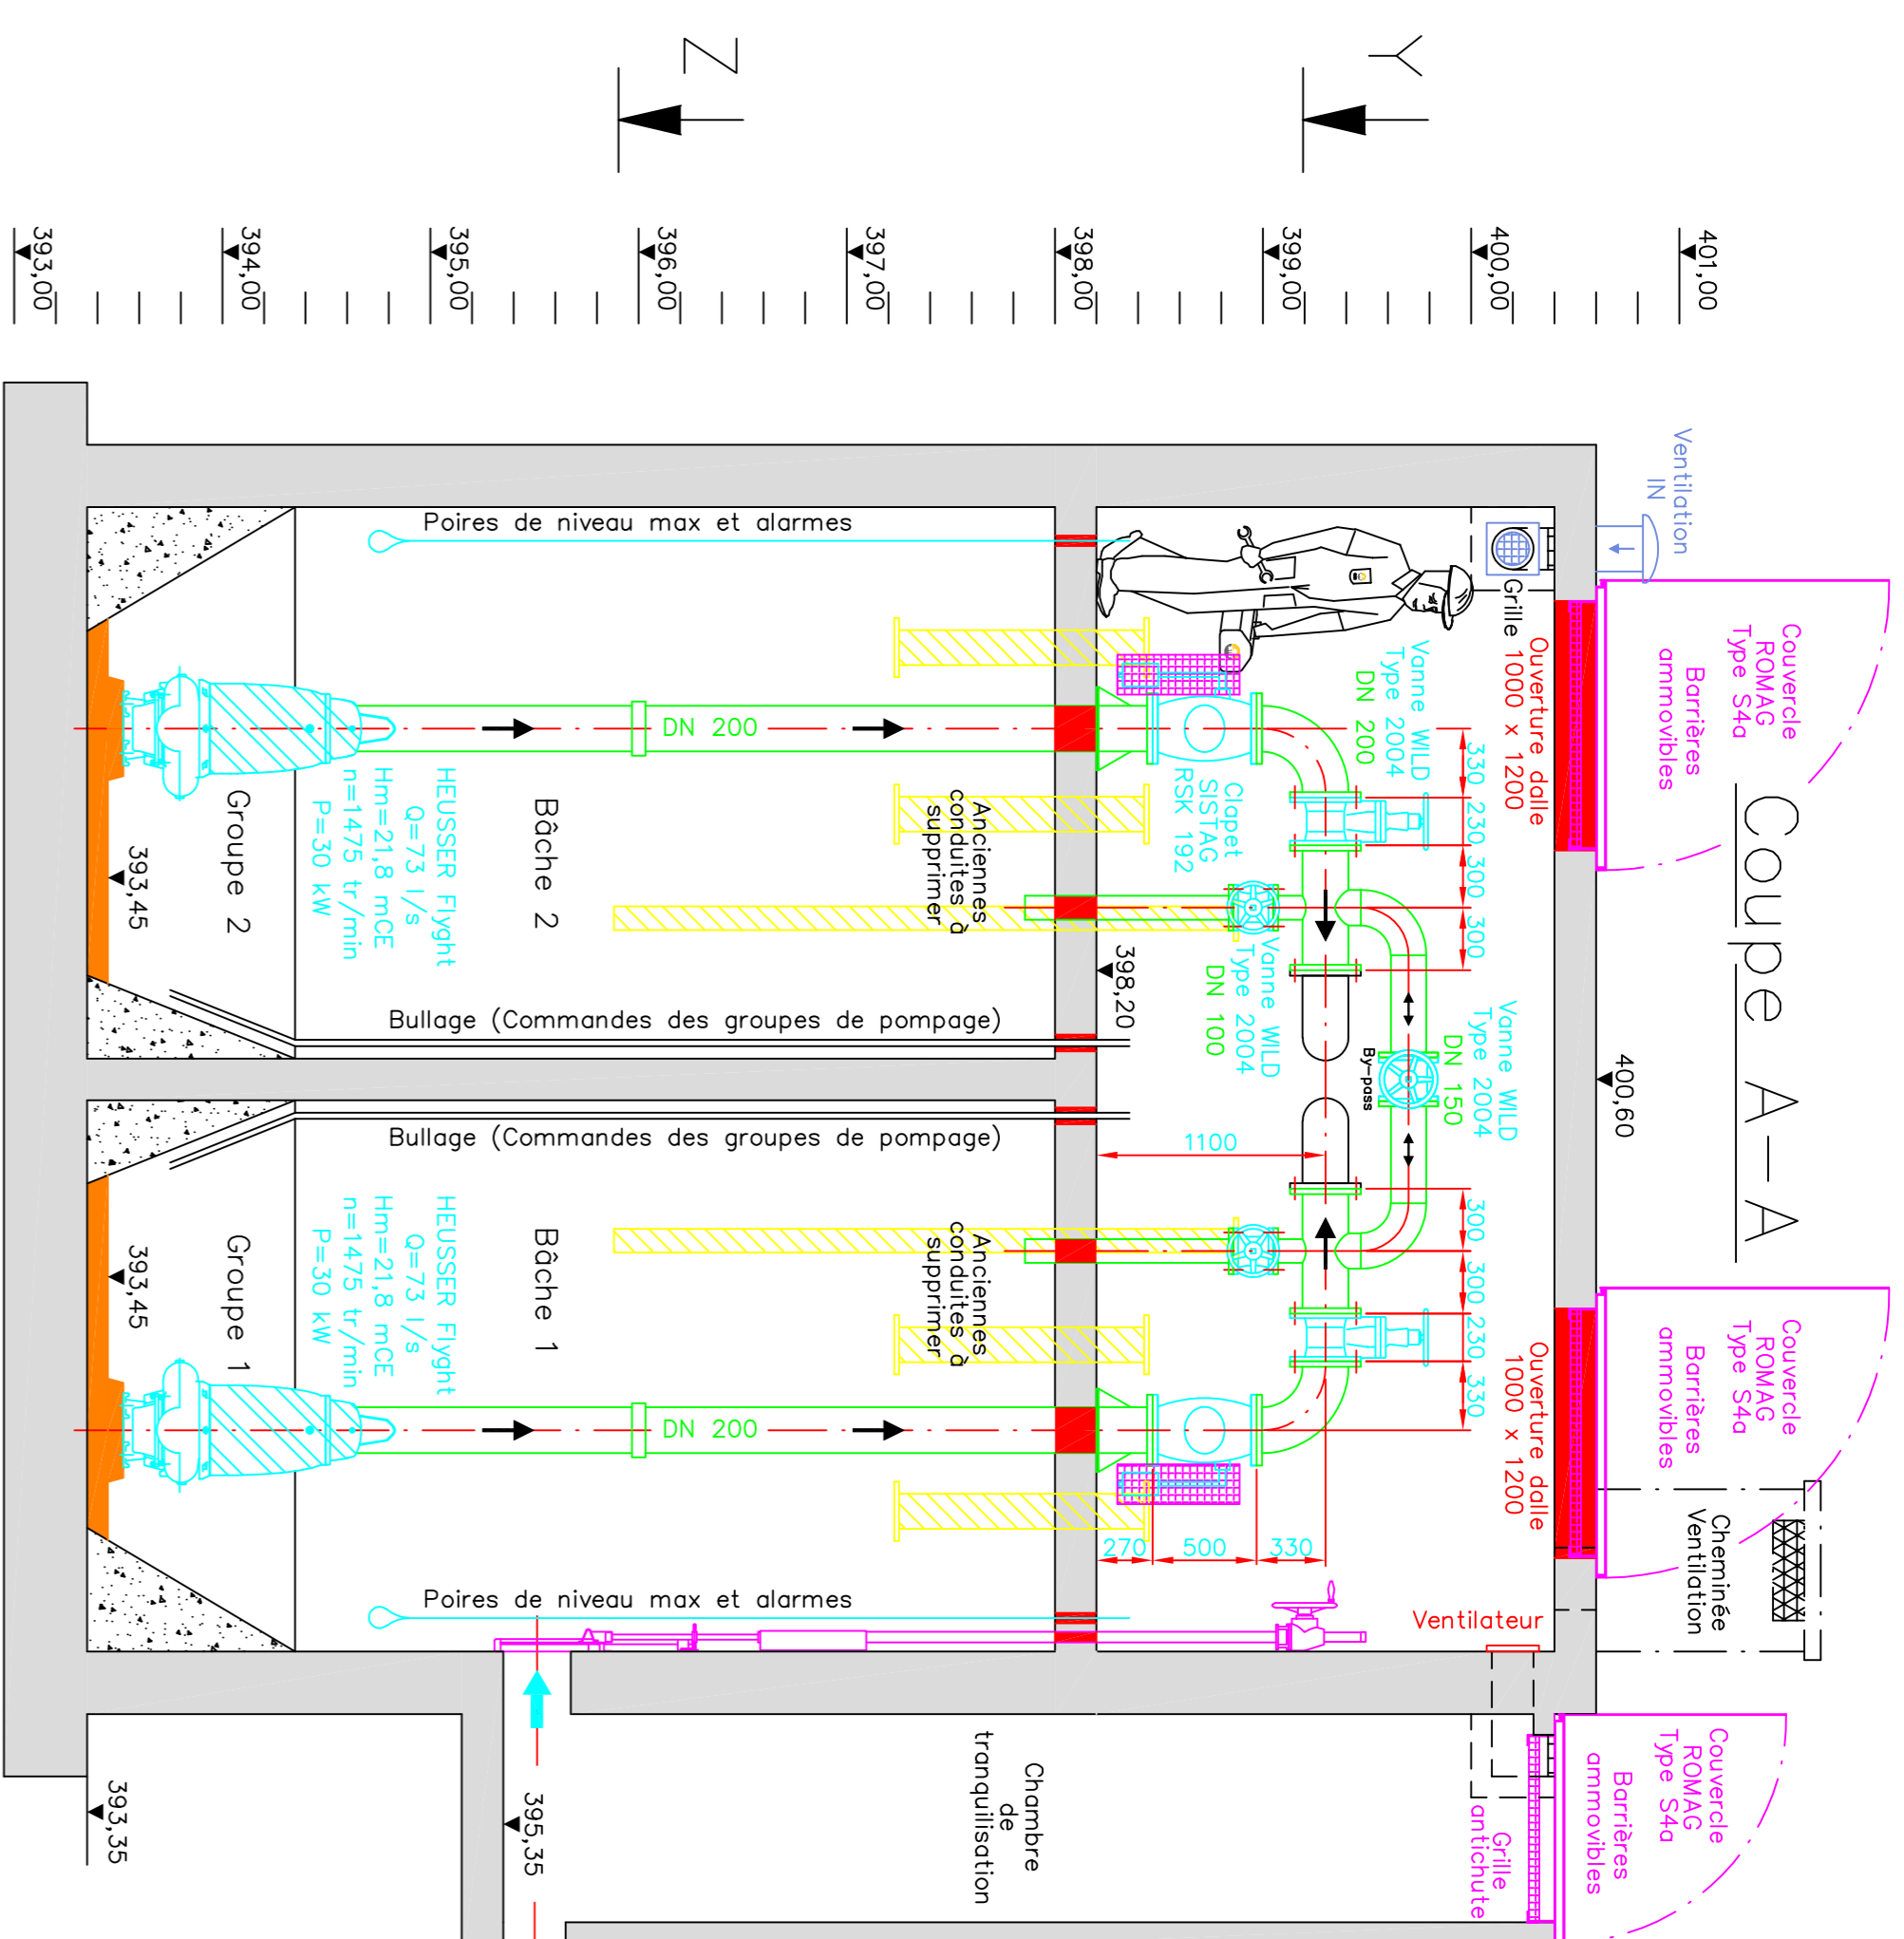 Coupe A-A
Y
Z
401,00
400,00
399,00
398,00
397,00
396,00
395,00
394,00
393,00
Ventilation
IN
Couvercle
ROMAG
Type S4a
Barrières
ammovibles
Couvercle
ROMAG
Type S4a
Barrières
ammovibles
Cheminée
Ventilation
Couvercle
ROMAG
Type S4a
Barrières
ammovibles
Grille
antichute
400,60
Grille
Ouverture dalle
1000 x 1200
Ouverture dalle
1000 x 1200
Ventilateur
Vanne WILD
Type 2004
DN 200
330
230
300
300
Vanne WILD
Type 2004
DN 150
By-pass
300
300
230
330
Clapet
SISTAG
RSK 192
Vanne WILD
Type 2004
DN 100
398,20
1100
270
500
330
Poires de niveau max et alarmes
DN 200
Anciennes
conduites à
supprimer
Bullage (Commandes des groupes de pompage)
Bullage (Commandes des groupes de pompage)
Anciennes
conduites à
supprimer
DN 200
Poires de niveau max et alarmes
Chambre
de
tranquilisation
Bâche 2
HEUSSER Flyght
Q=73 l/s
Hm=21,8 mCE
n=1475 tr/min
P=30 kW
Groupe 2
393,45
Bâche 1
HEUSSER Flyght
Q=73 l/s
Hm=21,8 mCE
n=1475 tr/min
P=30 kW
Groupe 1
393,45
395,35
393,35